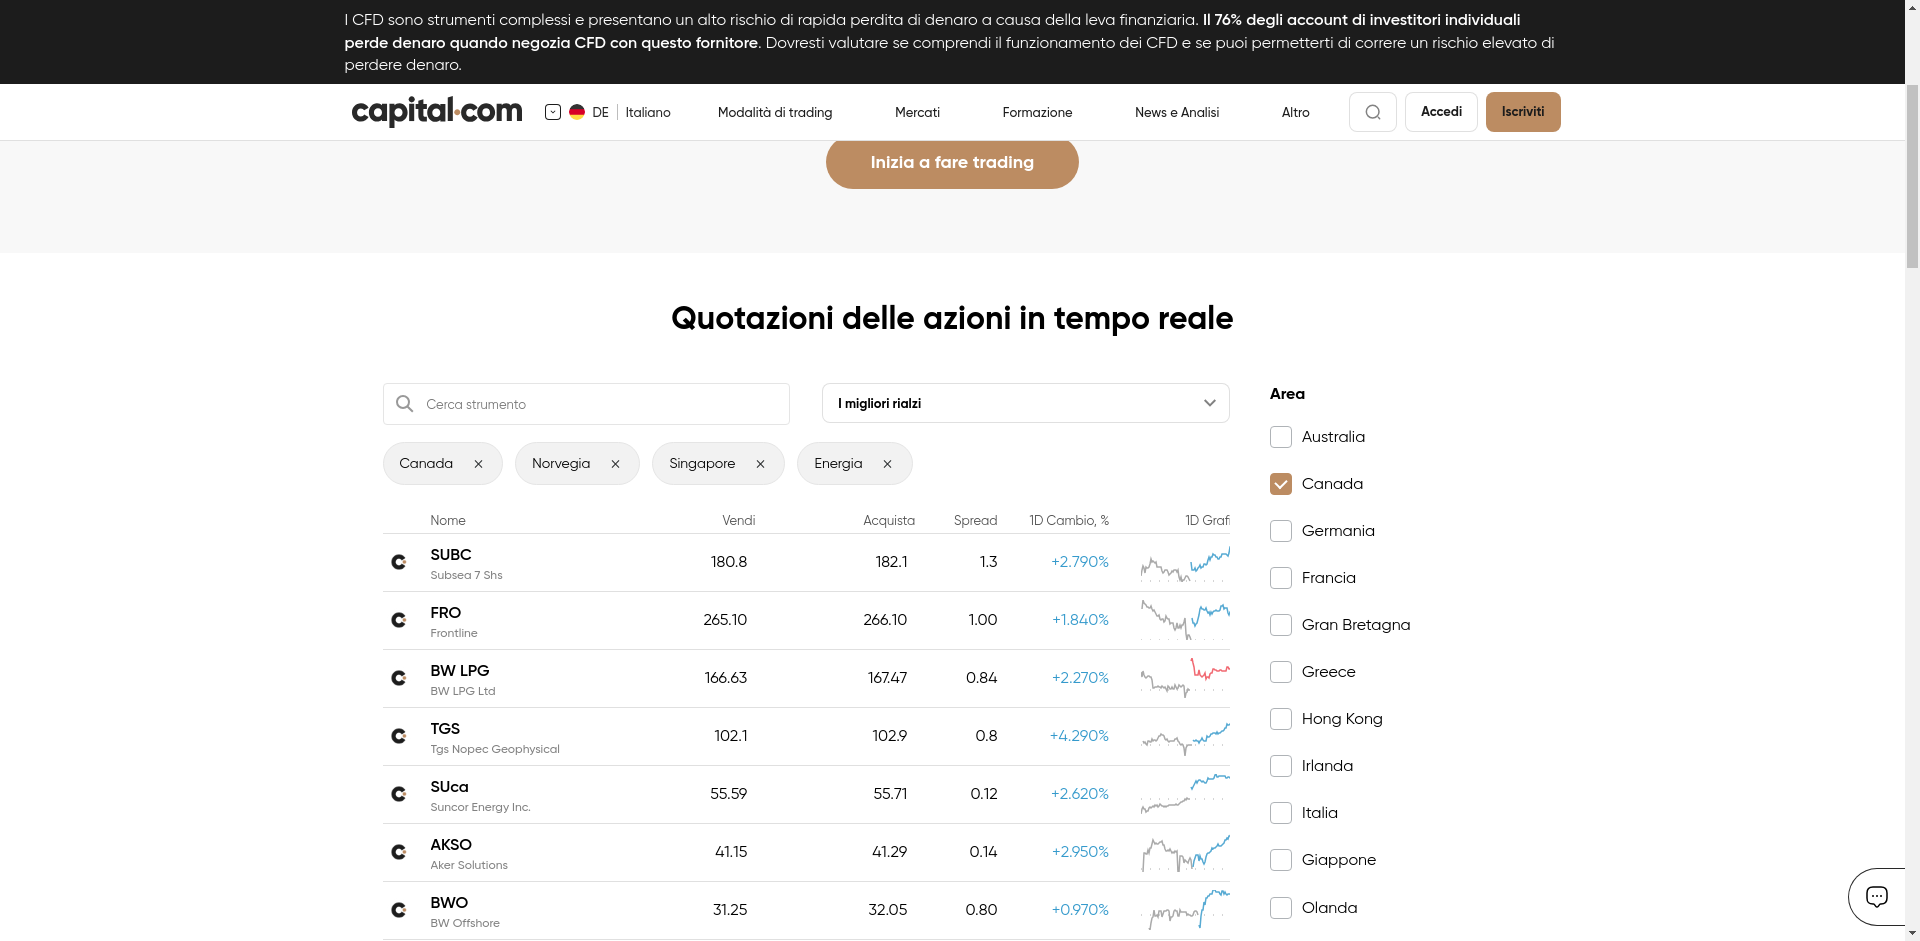 I CFD sono strumenti complessi e presentano un alto rischio di rapida perdita di denaro a causa della leva finanziaria. Il 76% degli account di investitori individuali
perde denaro quando negozia CFD con questo fornitore. Dovresti valutare se comprendi il funzionamento dei CFD e se puoi permetterti di correre un rischio elevato di
perdere denaro.
capital.com DE Italiano Modalità di trading Mercati Formazione News e Analisi Altro Accedi Iscriviti
Inizia a fare trading
Quotazioni delle azioni in tempo reale
Cerca strumento I migliori rialzi
Canada Norvegia Singapore Energia
Nome Vendi Acquista Spread 1D Cambio, % 1D Grafi
SUBC 180.8 182.1 1.3 +2.790%
Subsea 7 Shs
FRO 265.10 266.10 1.00 +1.840%
Frontline
BW LPG 166.63 167.47 0.84 +2.270%
BW LPG Ltd
TGS 102.1 102.9 0.8 +4.290%
Tgs Nopec Geophysical
SUca 55.59 55.71 0.12 +2.620%
Suncor Energy Inc.
AKSO 41.15 41.29 0.14 +2.950%
Aker Solutions
BWO 31.25 32.05 0.80 +0.970%
BW Offshore
Area
Australia
Canada
Germania
Francia
Gran Bretagna
Greece
Hong Kong
Irlanda
Italia
Giappone
Olanda